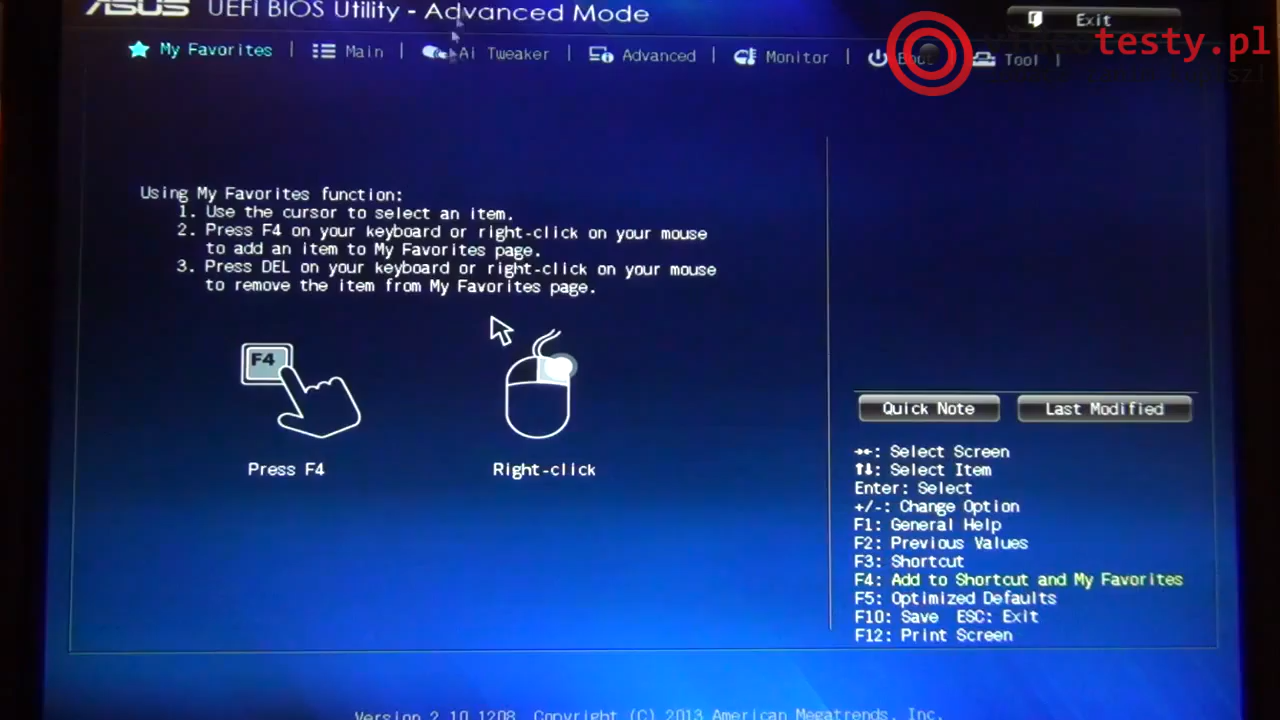 ASUS UEFI BIOS Utility - Advanced Mode
Exit
testy.pl
My Favorites | Main | Ai Tweaker | Advanced | Monitor | Boot Tool |
Using My Favorites function:
1. Use the cursor to select an item.
2. Press F4 on your keyboard or right-click on your mouse
to add an item to My Favorites page.
3. Press DEL on your keyboard or right-click on your mouse
to remove the item from My Favorites page.
F4
Press F4
Right-click
Quick Note
Last Modified
→←: Select Screen
↑↓: Select Item
Enter: Select
+/-: Change Option
F1: General Help
F2: Previous Values
F3: Shortcut
F4: Add to Shortcut and My Favorites
F5: Optimized Defaults
F10: Save ESC: Exit
F12: Print Screen
Version 2.10.1208. Copyright (C) 2013 American Megatrends, Inc.